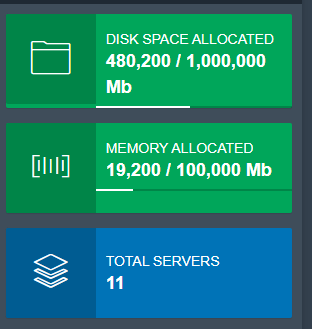 DISK SPACE ALLOCATED
480,200 / 1,000,000
Mb
MEMORY ALLOCATED
19,200 / 100,000 Mb
TOTAL SERVERS
11